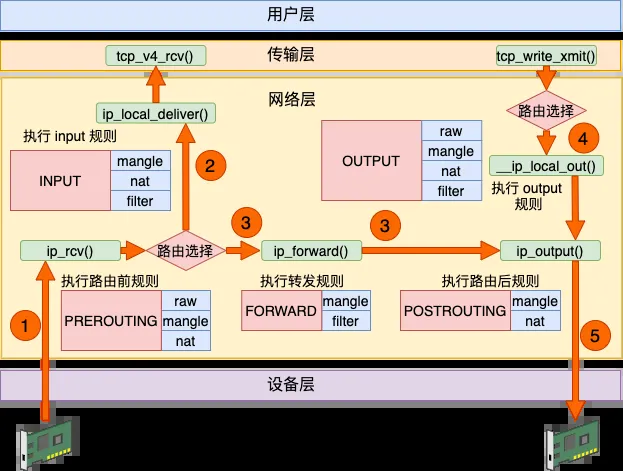 用户层
传输层
tcp_v4_rcv()
tcp_write_xmit()
网络层
ip_local_deliver()
路由选择
执行 input 规则
INPUT
mangle
nat
filter
2
OUTPUT
raw
mangle
nat
filter
4
__ip_local_out()
执行 output
规则
ip_rcv()
路由选择
3
ip_forward()
3
ip_output()
执行路由前规则
PREROUTING
raw
mangle
nat
执行转发规则
FORWARD
mangle
filter
执行路由后规则
POSTROUTING
mangle
nat
1
5
设备层